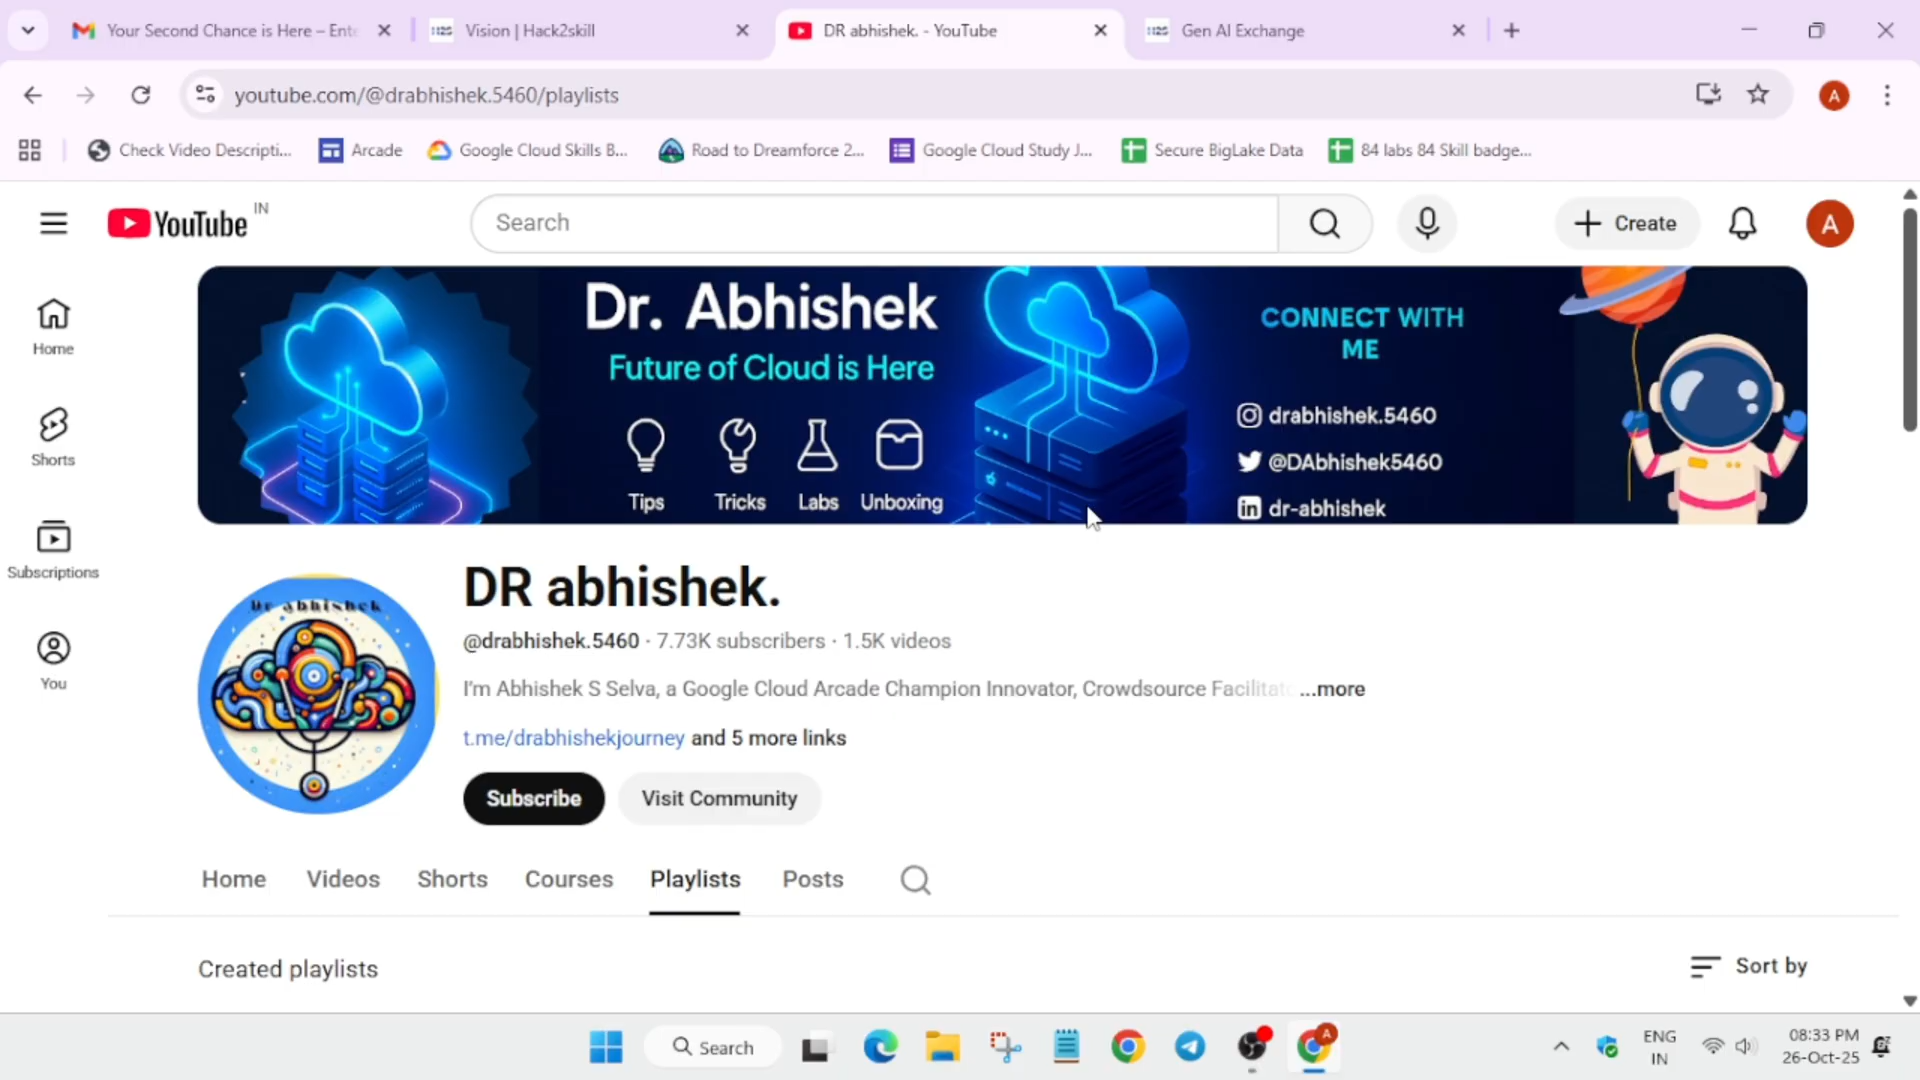 Your Second Chance is Here – Ente
Vision | Hack2skill
DR abhishek. - YouTube
Gen AI Exchange
youtube.com/@drabhishek.5460/playlists
A
Check Video Descripti...
Arcade
Google Cloud Skills B...
Road to Dreamforce 2...
Google Cloud Study J...
Secure BigLake Data
84 labs 84 Skill badge...
YouTube IN
Search
Create
A
Home
Shorts
Subscriptions
You
Dr. Abhishek
Future of Cloud is Here
Tips
Tricks
Labs
Unboxing
CONNECT WITH
ME
drabhishek.5460
@DAbhishek5460
dr-abhishek
Dr abhishek
DR abhishek.
@drabhishek.5460 · 7.73K subscribers · 1.5K videos
I'm Abhishek S Selva, a Google Cloud Arcade Champion Innovator, Crowdsource Facilitato ...more
t.me/drabhishekjourney and 5 more links
Subscribe
Visit Community
Home
Videos
Shorts
Courses
Playlists
Posts
Created playlists
Sort by
Search
A
ENG
IN
08:33 PM
26-Oct-25